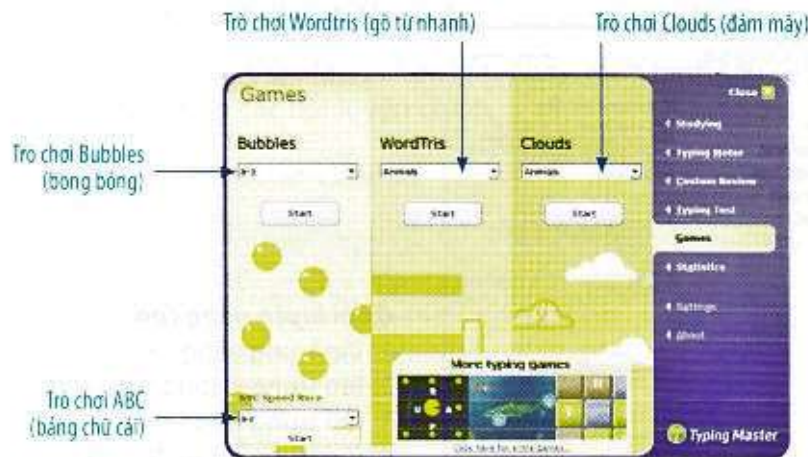 Trò chơi Wordtris (gõ từ nhanh)
Trò chơi Clouds (đám mây)
Games
Close
Bubbles
WordTris
Clouds
Studying
Typing Meter
Custom Review
Typing Test
Games
Statistics
Settings
About
Trò chơi Bubbles
(bong bóng)
Animals
Animals
Start
Start
Start
More typing games
ABC Speed Race
Start
Trò chơi ABC
(bảng chữ cái)
Typing Master